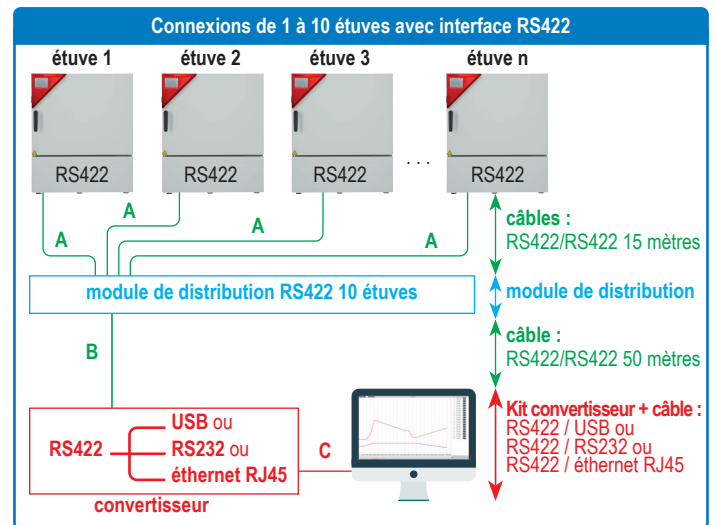 Connexions de 1 à 10 étuves avec interface RS422
étuve 1
étuve 2
étuve 3
étuve n
RS422
RS422
RS422
. . .
RS422
A
A
A
A
câbles :
RS422/RS422 15 mètres
module de distribution RS422 10 étuves
module de distribution
B
câble :
RS422/RS422 50 mètres
RS422
USB ou
RS232 ou
éthernet RJ45
convertisseur
C
Kit convertisseur + câble :
RS422 / USB ou
RS422 / RS232 ou
RS422 / éthernet RJ45